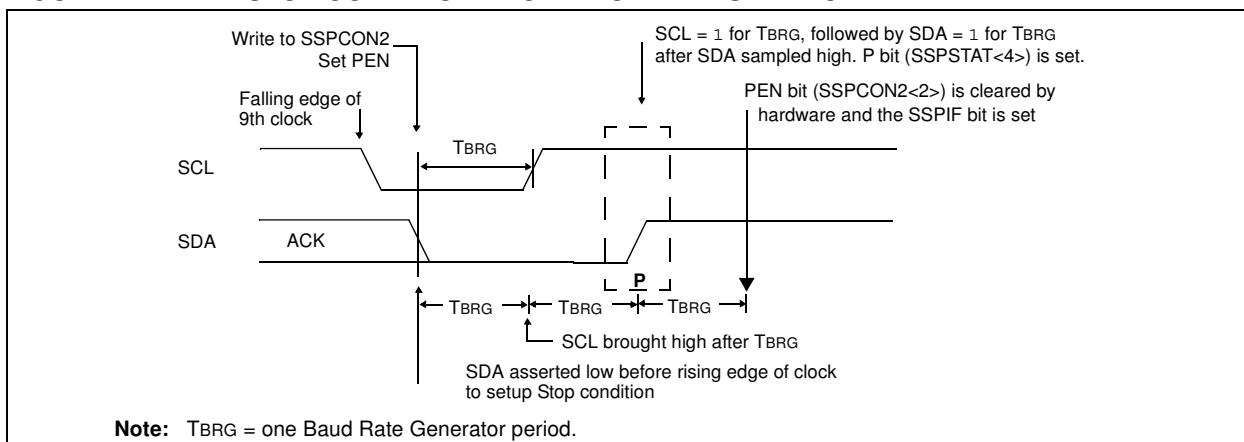 Write to SSPCON2
Set PEN
SCL = 1 for TBRG, followed by SDA = 1 for TBRG
after SDA sampled high. P bit (SSPSTAT<4>) is set.
PEN bit (SSPCON2<2>) is cleared by
hardware and the SSPIF bit is set
Falling edge of
9th clock
TBRG
SCL
SDA
ACK
P
TBRG
TBRG
TBRG
SCL brought high after TBRG
SDA asserted low before rising edge of clock
to setup Stop condition
Note: TBRG = one Baud Rate Generator period.